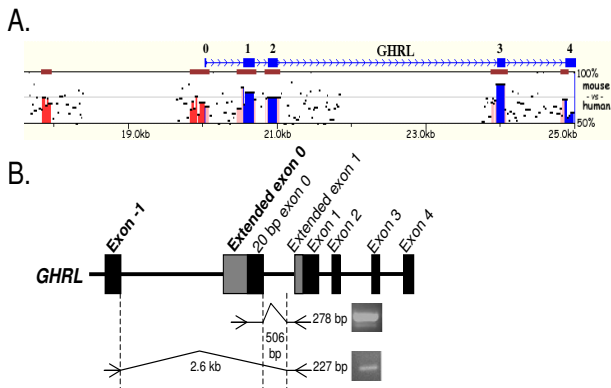 A.
0 1 2 GHRL 3 4
100%
mouse
- vs -
human
50%
19.0kb 21.0kb 23.0kb 25.0kb
B.
Exon -1
Extended exon 0
20 bp exon 0
Extended exon 1
Exon 1
Exon 2
Exon 3
Exon 4
GHRL
278 bp
506
bp
227 bp
2.6 kb